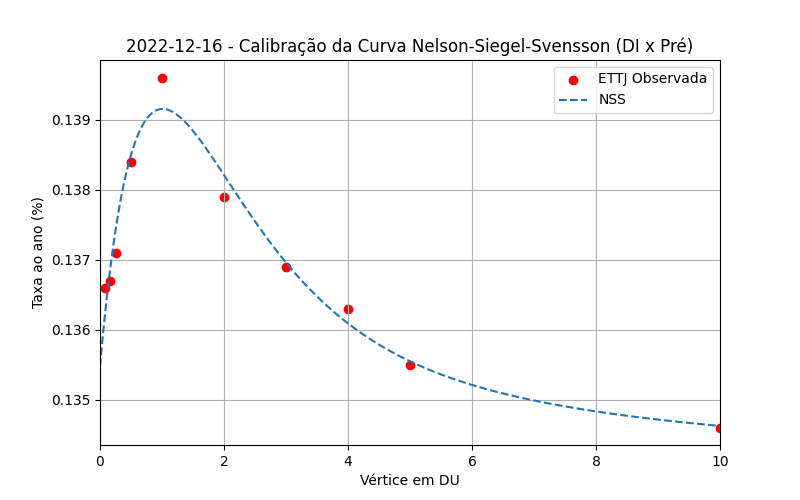 2022-12-16 - Calibração da Curva Nelson-Siegel-Svensson (DI x Pré)
ETTJ Observada
NSS
Taxa ao ano (%)
0.139
0.138
0.137
0.136
0.135
0 2 4 6 8 10
Vértice em DU